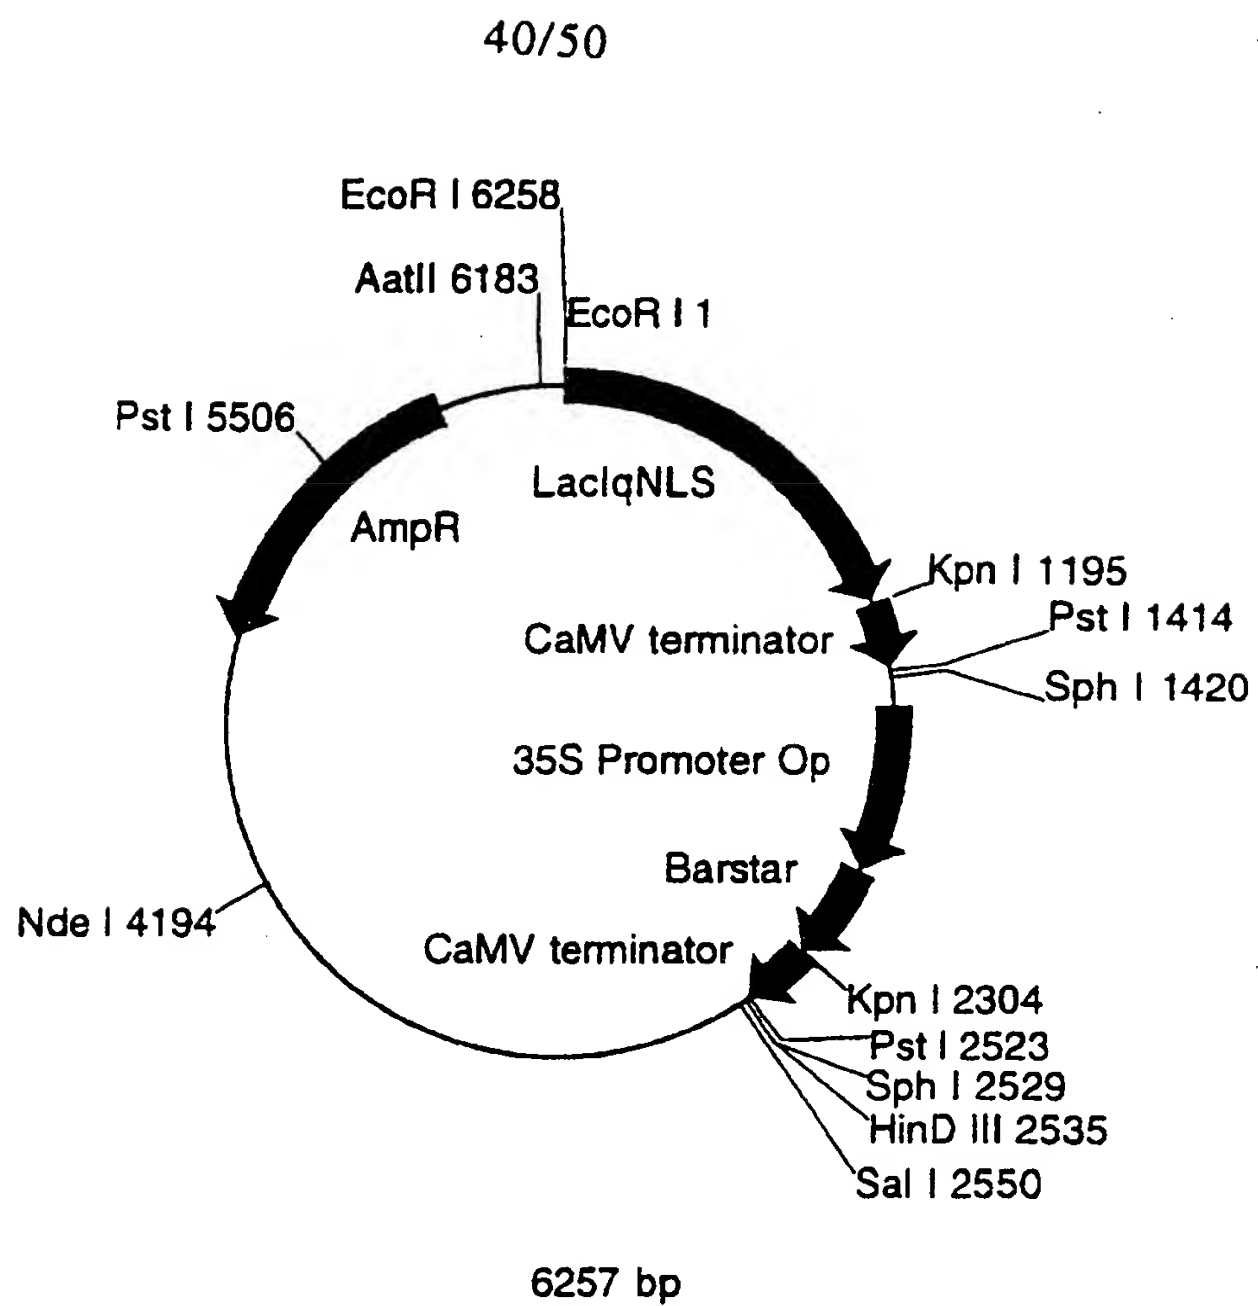 40/50
EcoR I 6258
AatII 6183
EcoR I 1
Pst I 5506
LacIqNLS
AmpR
Kpn I 1195
Pst I 1414
CaMV terminator
Sph I 1420
35S Promoter Op
Barstar
Nde I 4194
CaMV terminator
Kpn I 2304
Pst I 2523
Sph I 2529
HinD III 2535
Sal I 2550
6257 bp